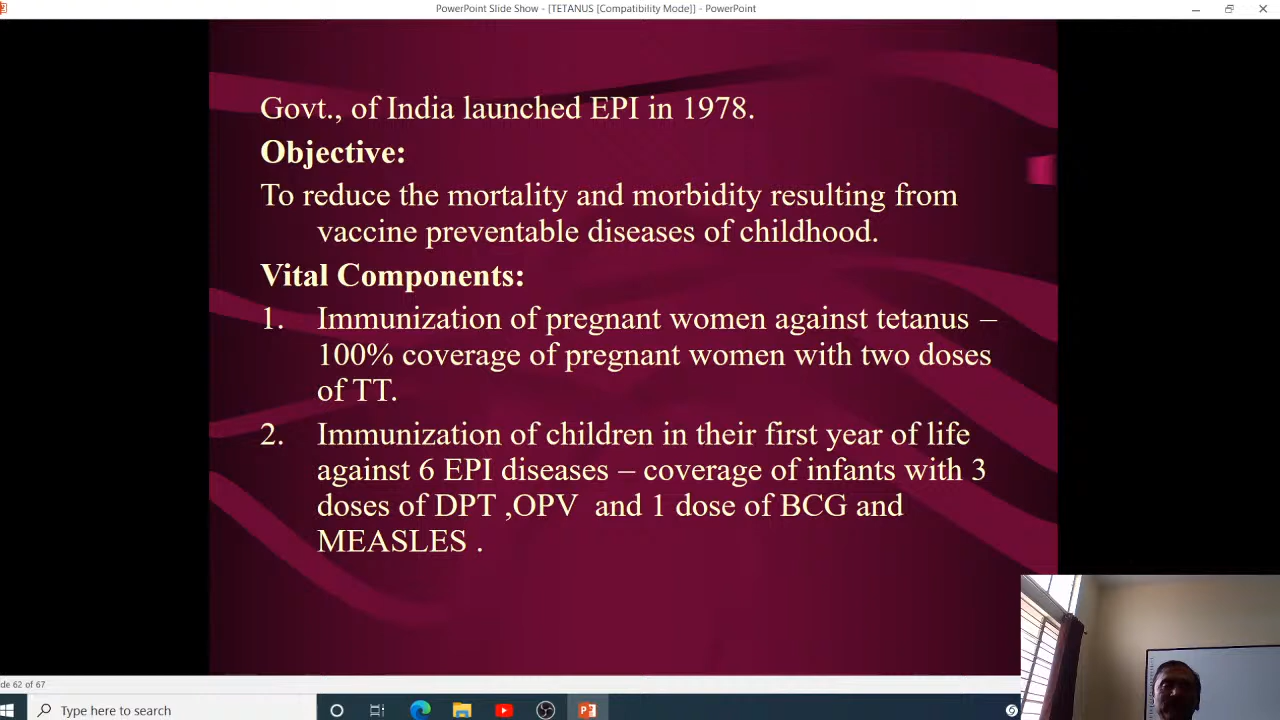 PowerPoint Slide Show - [TETANUS [Compatibility Mode]] - PowerPoint
Govt., of India launched EPI in 1978.
Objective:
To reduce the mortality and morbidity resulting from
vaccine preventable diseases of childhood.
Vital Components:
1. Immunization of pregnant women against tetanus –
100% coverage of pregnant women with two doses
of TT.
2. Immunization of children in their first year of life
against 6 EPI diseases – coverage of infants with 3
doses of DPT ,OPV and 1 dose of BCG and
MEASLES .
de 62 of 67
Type here to search